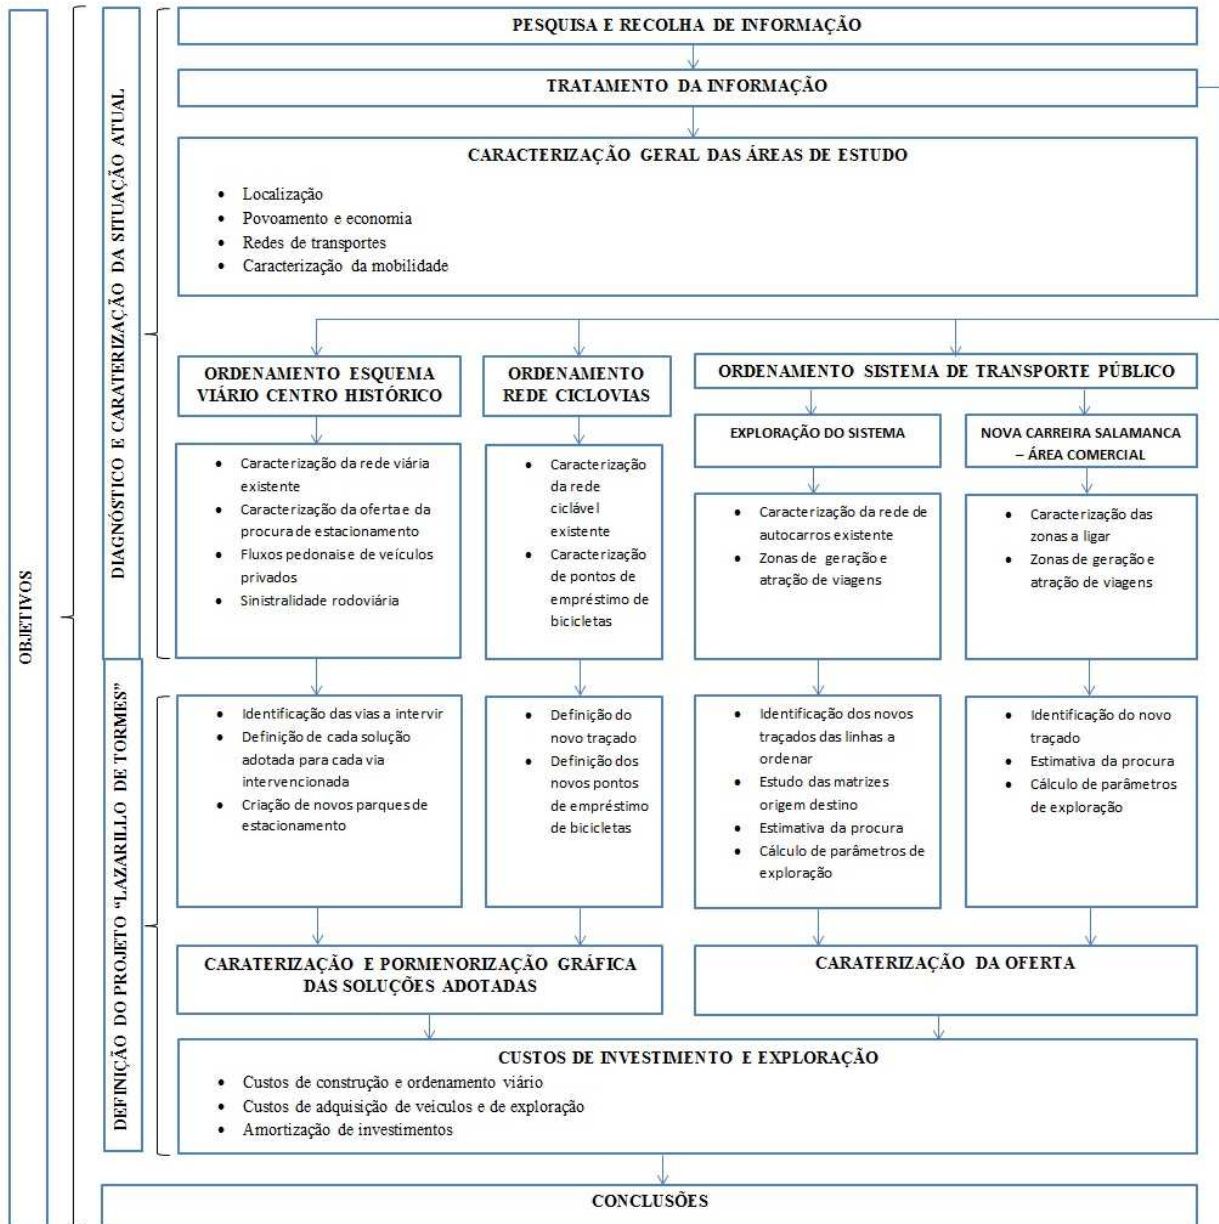 OBJETIVOS
DIAGNÓSTICO E CARATERIZAÇÃO DA SITUAÇÃO ATUAL
PESQUISA E RECOLHA DE INFORMAÇÃO
TRATAMENTO DA INFORMAÇÃO
CARACTERIZAÇÃO GERAL DAS ÁREAS DE ESTUDO
• Localização
• Povoamento e economia
• Redes de transportes
• Caracterização da mobilidade
ORDENAMENTO ESQUEMA
VIÁRIO CENTRO HISTÓRICO
• Caracterização da rede viária
existente
• Caracterização da oferta e da
procura de estacionamento
• Fluxos pedonais e de veículos
privados
• Sinistralidade rodoviária
ORDENAMENTO
REDE CICLOVIAS
• Caracterização
da rede
ciclável
existente
• Caracterização
de pontos de
empréstimo de
bicicletas
ORDENAMENTO SISTEMA DE TRANSPORTE PÚBLICO
EXPLORAÇÃO DO SISTEMA
• Caracterização da rede de
autocarros existente
• Zonas de geração e
atração de viagens
NOVA CARREIRA SALAMANCA
– ÁREA COMERCIAL
• Caracterização das
zonas a ligar
• Zonas de geração e
atração de viagens
DEFINIÇÃO DO PROJETO “LAZARILLO DE TORMES”
• Identificação das vias a intervir
• Definição de cada solução
adotada para cada via
intervencionada
• Criação de novos parques de
estacionamento
• Definição do
novo traçado
• Definição dos
novos pontos
de empréstimo
de bicicletas
• Identificação dos novos
traçados das linhas a
ordenar
• Estudo das matrizes
origem destino
• Estimativa da procura
• Cálculo de parâmetros de
exploração
• Identificação do novo
traçado
• Estimativa da procura
• Cálculo de parâmetros
de exploração
CARATERIZAÇÃO E PORMENORIZAÇÃO GRÁFICA
DAS SOLUÇÕES ADOTADAS
CARATERIZAÇÃO DA OFERTA
CUSTOS DE INVESTIMENTO E EXPLORAÇÃO
• Custos de construção e ordenamento viário
• Custos de adquisição de veículos e de exploração
• Amortização de investimentos
CONCLUSÕES